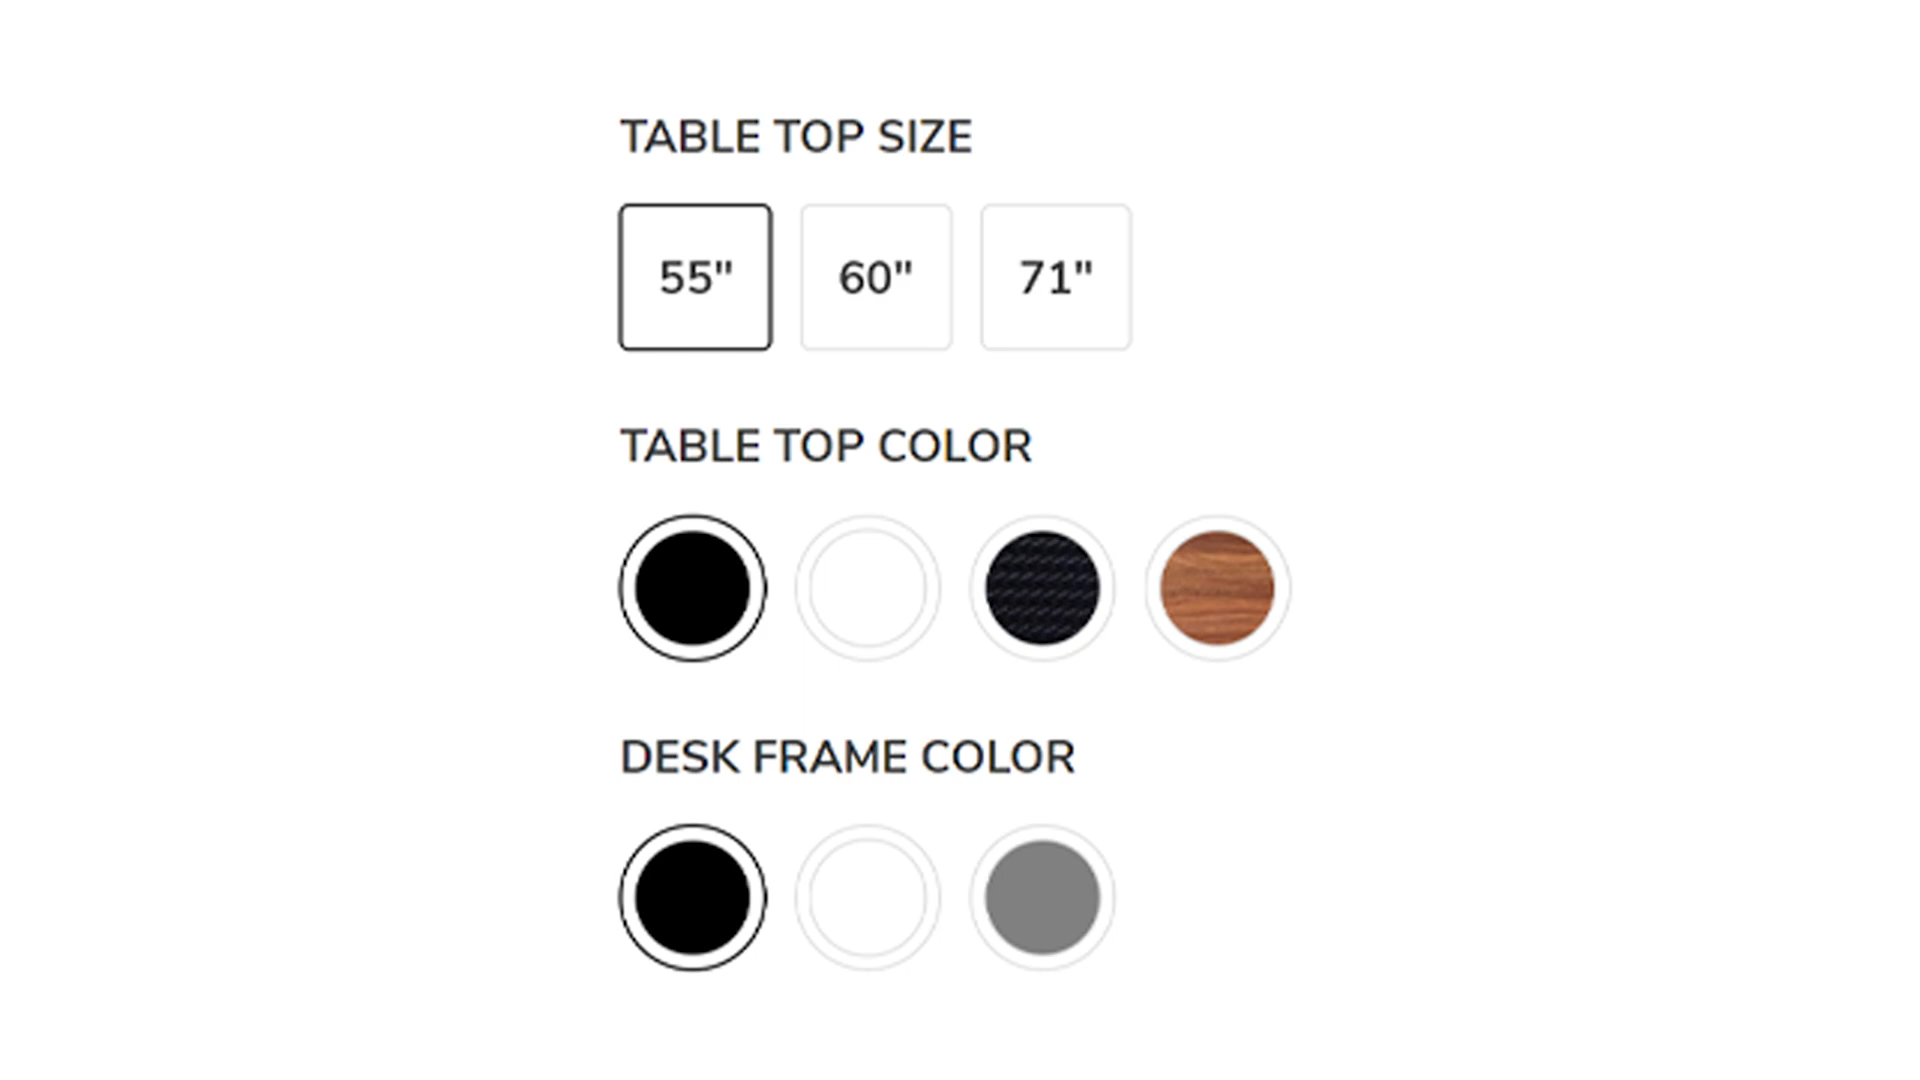 TABLE TOP SIZE
55" 60" 71"
TABLE TOP COLOR
DESK FRAME COLOR